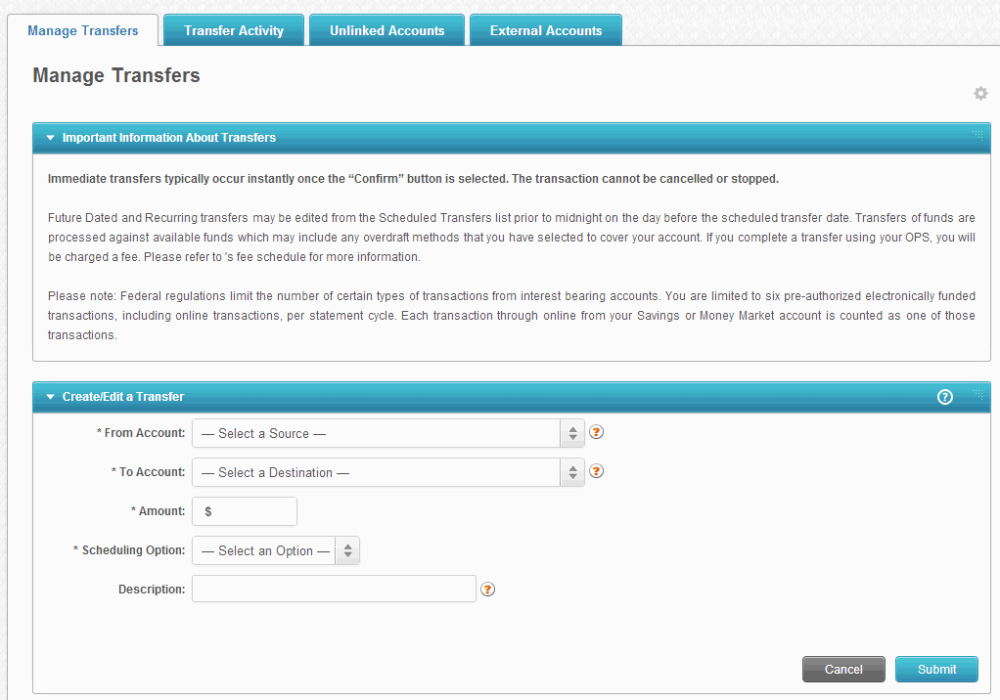 Manage Transfers
Transfer Activity
Unlinked Accounts
External Accounts
Manage Transfers
Important Information About Transfers
Immediate transfers typically occur instantly once the “Confirm” button is selected. The transaction cannot be cancelled or stopped.
Future Dated and Recurring transfers may be edited from the Scheduled Transfers list prior to midnight on the day before the scheduled transfer date. Transfers of funds are
processed against available funds which may include any overdraft methods that you have selected to cover your account. If you complete a transfer using your OPS, you will
be charged a fee. Please refer to 's fee schedule for more information.
Please note: Federal regulations limit the number of certain types of transactions from interest bearing accounts. You are limited to six pre-authorized electronically funded
transactions, including online transactions, per statement cycle. Each transaction through online from your Savings or Money Market account is counted as one of those
transactions.
Create/Edit a Transfer ?
* From Account: — Select a Source — ?
* To Account: — Select a Destination — ?
* Amount: $
* Scheduling Option: — Select an Option —
Description: ?
Cancel Submit